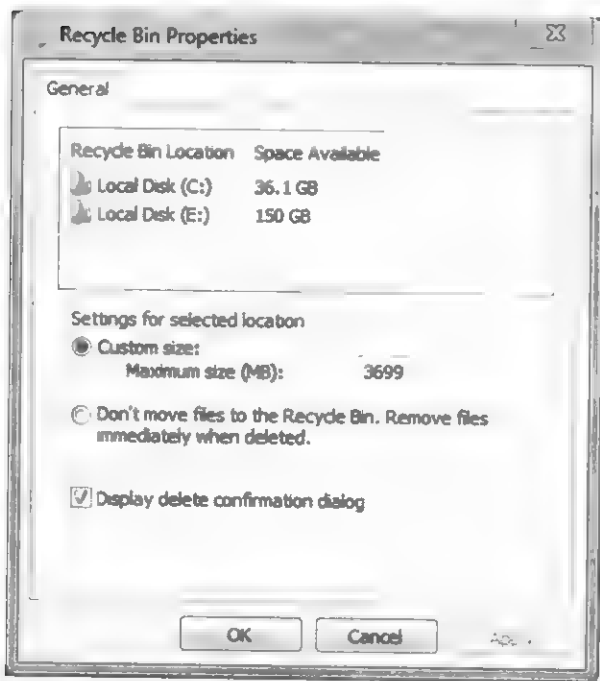 Recycle Bin Properties
General
Recycle Bin Location Space Available
Local Disk (C:) 36.1 GB
Local Disk (E:) 150 GB
Settings for selected location
Custom size:
Maximum size (MB): 3699
Don't move files to the Recycle Bin. Remove files
immediately when deleted.
Display delete confirmation dialog
OK Cancel